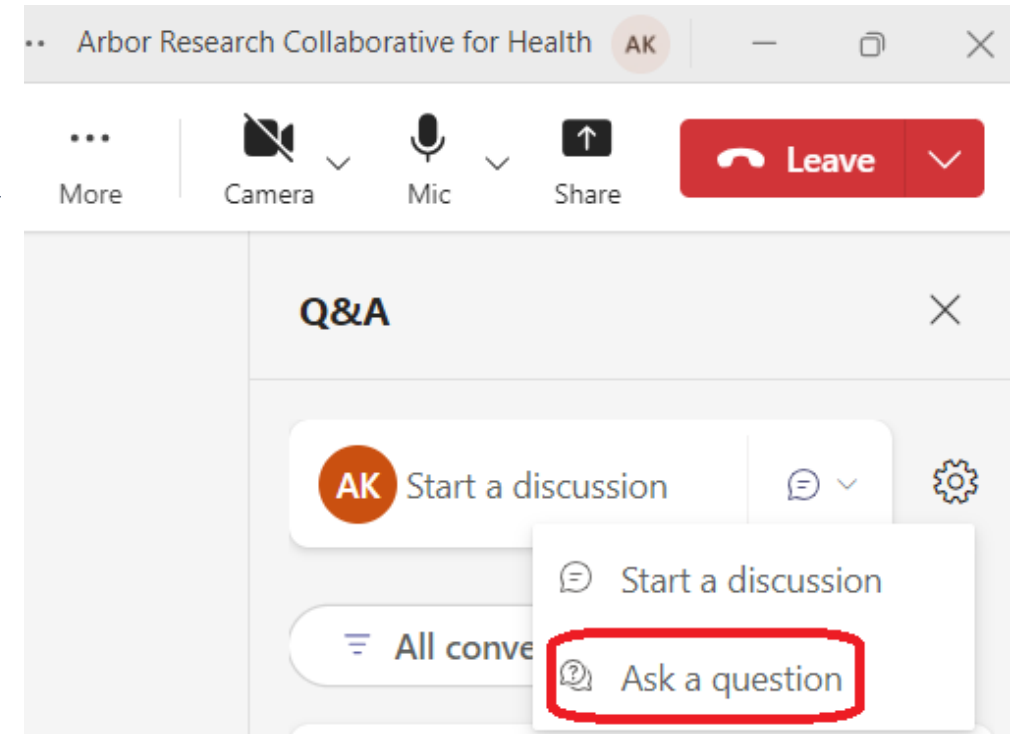 Arbor Research Collaborative for Health AK
More Camera Mic Share Leave
Q&A
AK Start a discussion
Start a discussion
All conve
Ask a question